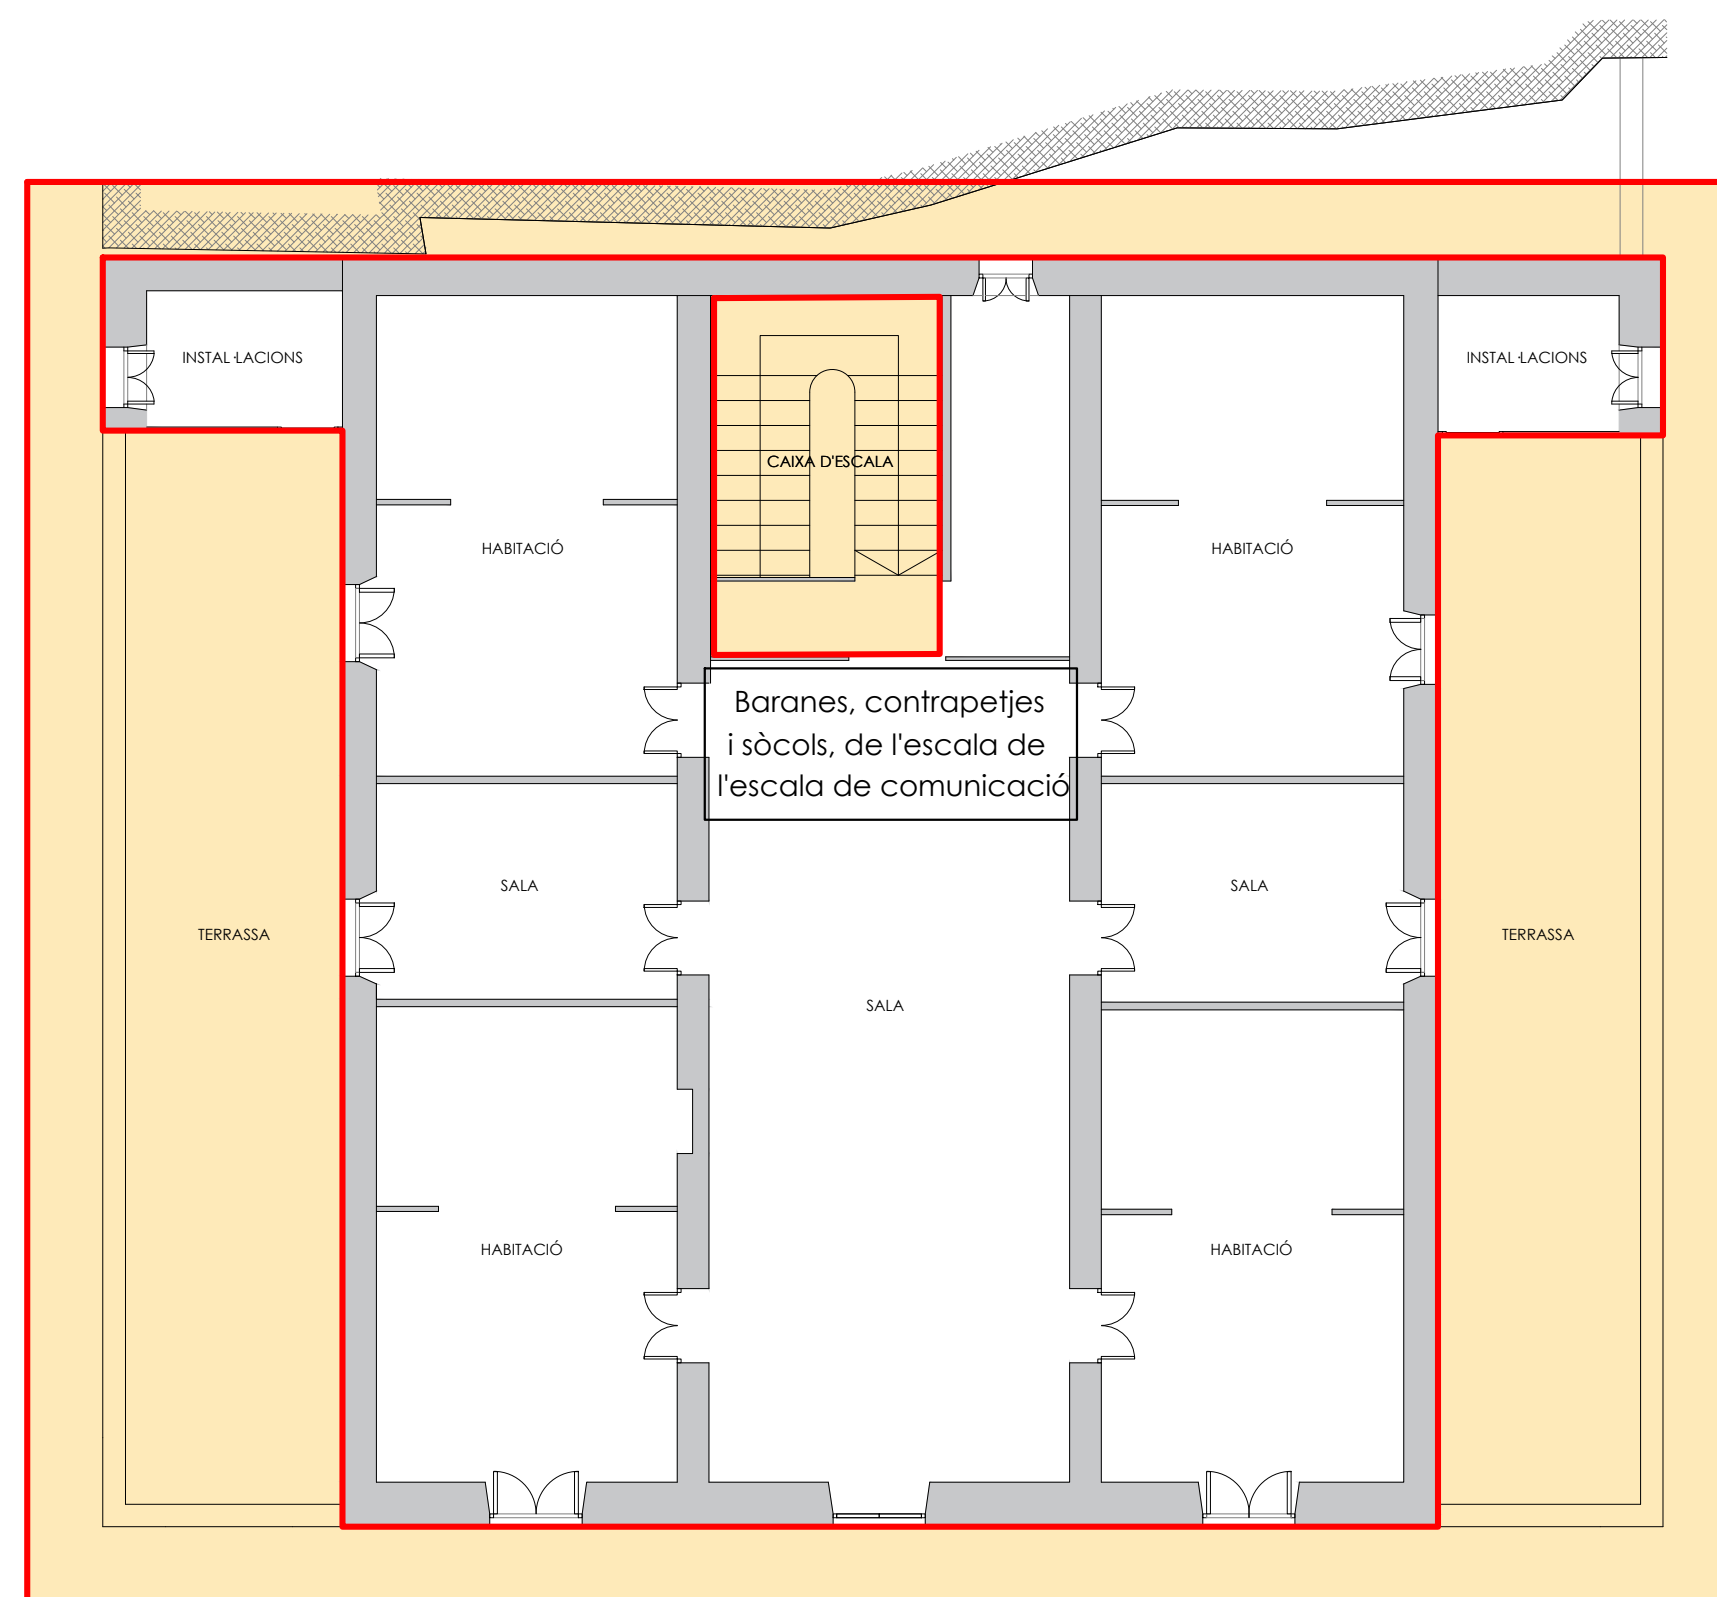 INSTAL·LACIONS
INSTAL·LACIONS
CAIXA D'ESCALA
HABITACIÓ
HABITACIÓ
Baranes, contrapetjes
i sòcols, de l'escala de
l'escala de comunicació
SALA
SALA
TERRASSA
TERRASSA
SALA
HABITACIÓ
HABITACIÓ